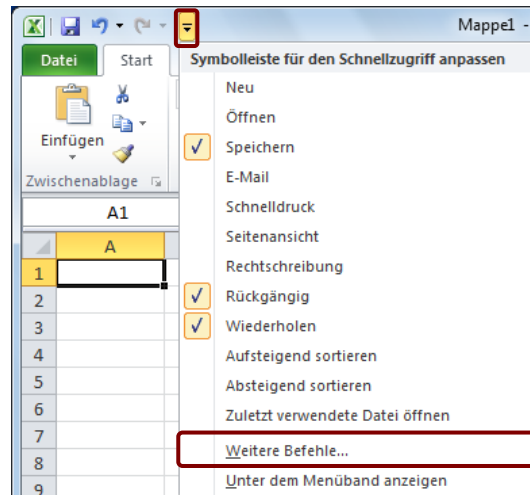 Mappe1 -
Datei Start
Symbolleiste für den Schnellzugriff anpassen
Neu
Öffnen
Einfügen
Speichern
E-Mail
Zwischenablage
Schnelldruck
A1
Seitenansicht
A
Rechtschreibung
1
Rückgängig
2
Wiederholen
3
Aufsteigend sortieren
4
Absteigend sortieren
5
Zuletzt verwendete Datei öffnen
6
7
Weitere Befehle...
8
Unter dem Menüband anzeigen
9